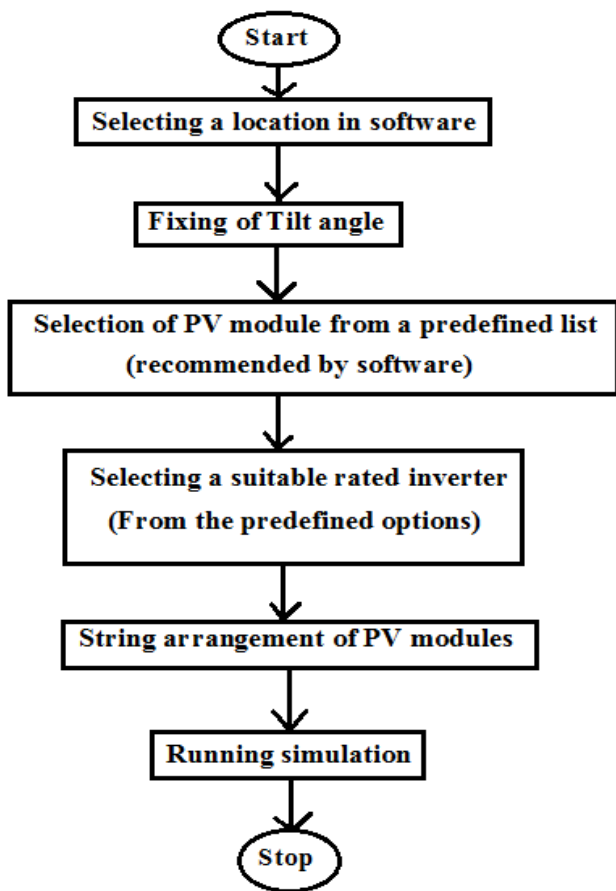 Start
Selecting a location in software
Fixing of Tilt angle
Selection of PV module from a predefined list
(recommended by software)
Selecting a suitable rated inverter
(From the predefined options)
String arrangement of PV modules
Running simulation
Stop